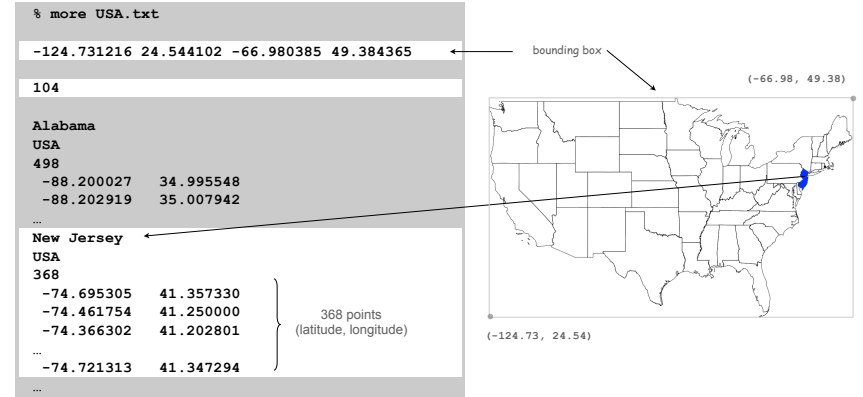 % more USA.txt
-124.731216 24.544102 -66.980385 49.384365
104
Alabama
USA
498
-88.200027 34.995548
-88.202919 35.007942
…
New Jersey
USA
368
-74.695305 41.357330
-74.461754 41.250000
-74.366302 41.202801
…
-74.721313 41.347294
…
368 points
(latitude, longitude)
bounding box
(-66.98, 49.38)
(-124.73, 24.54)